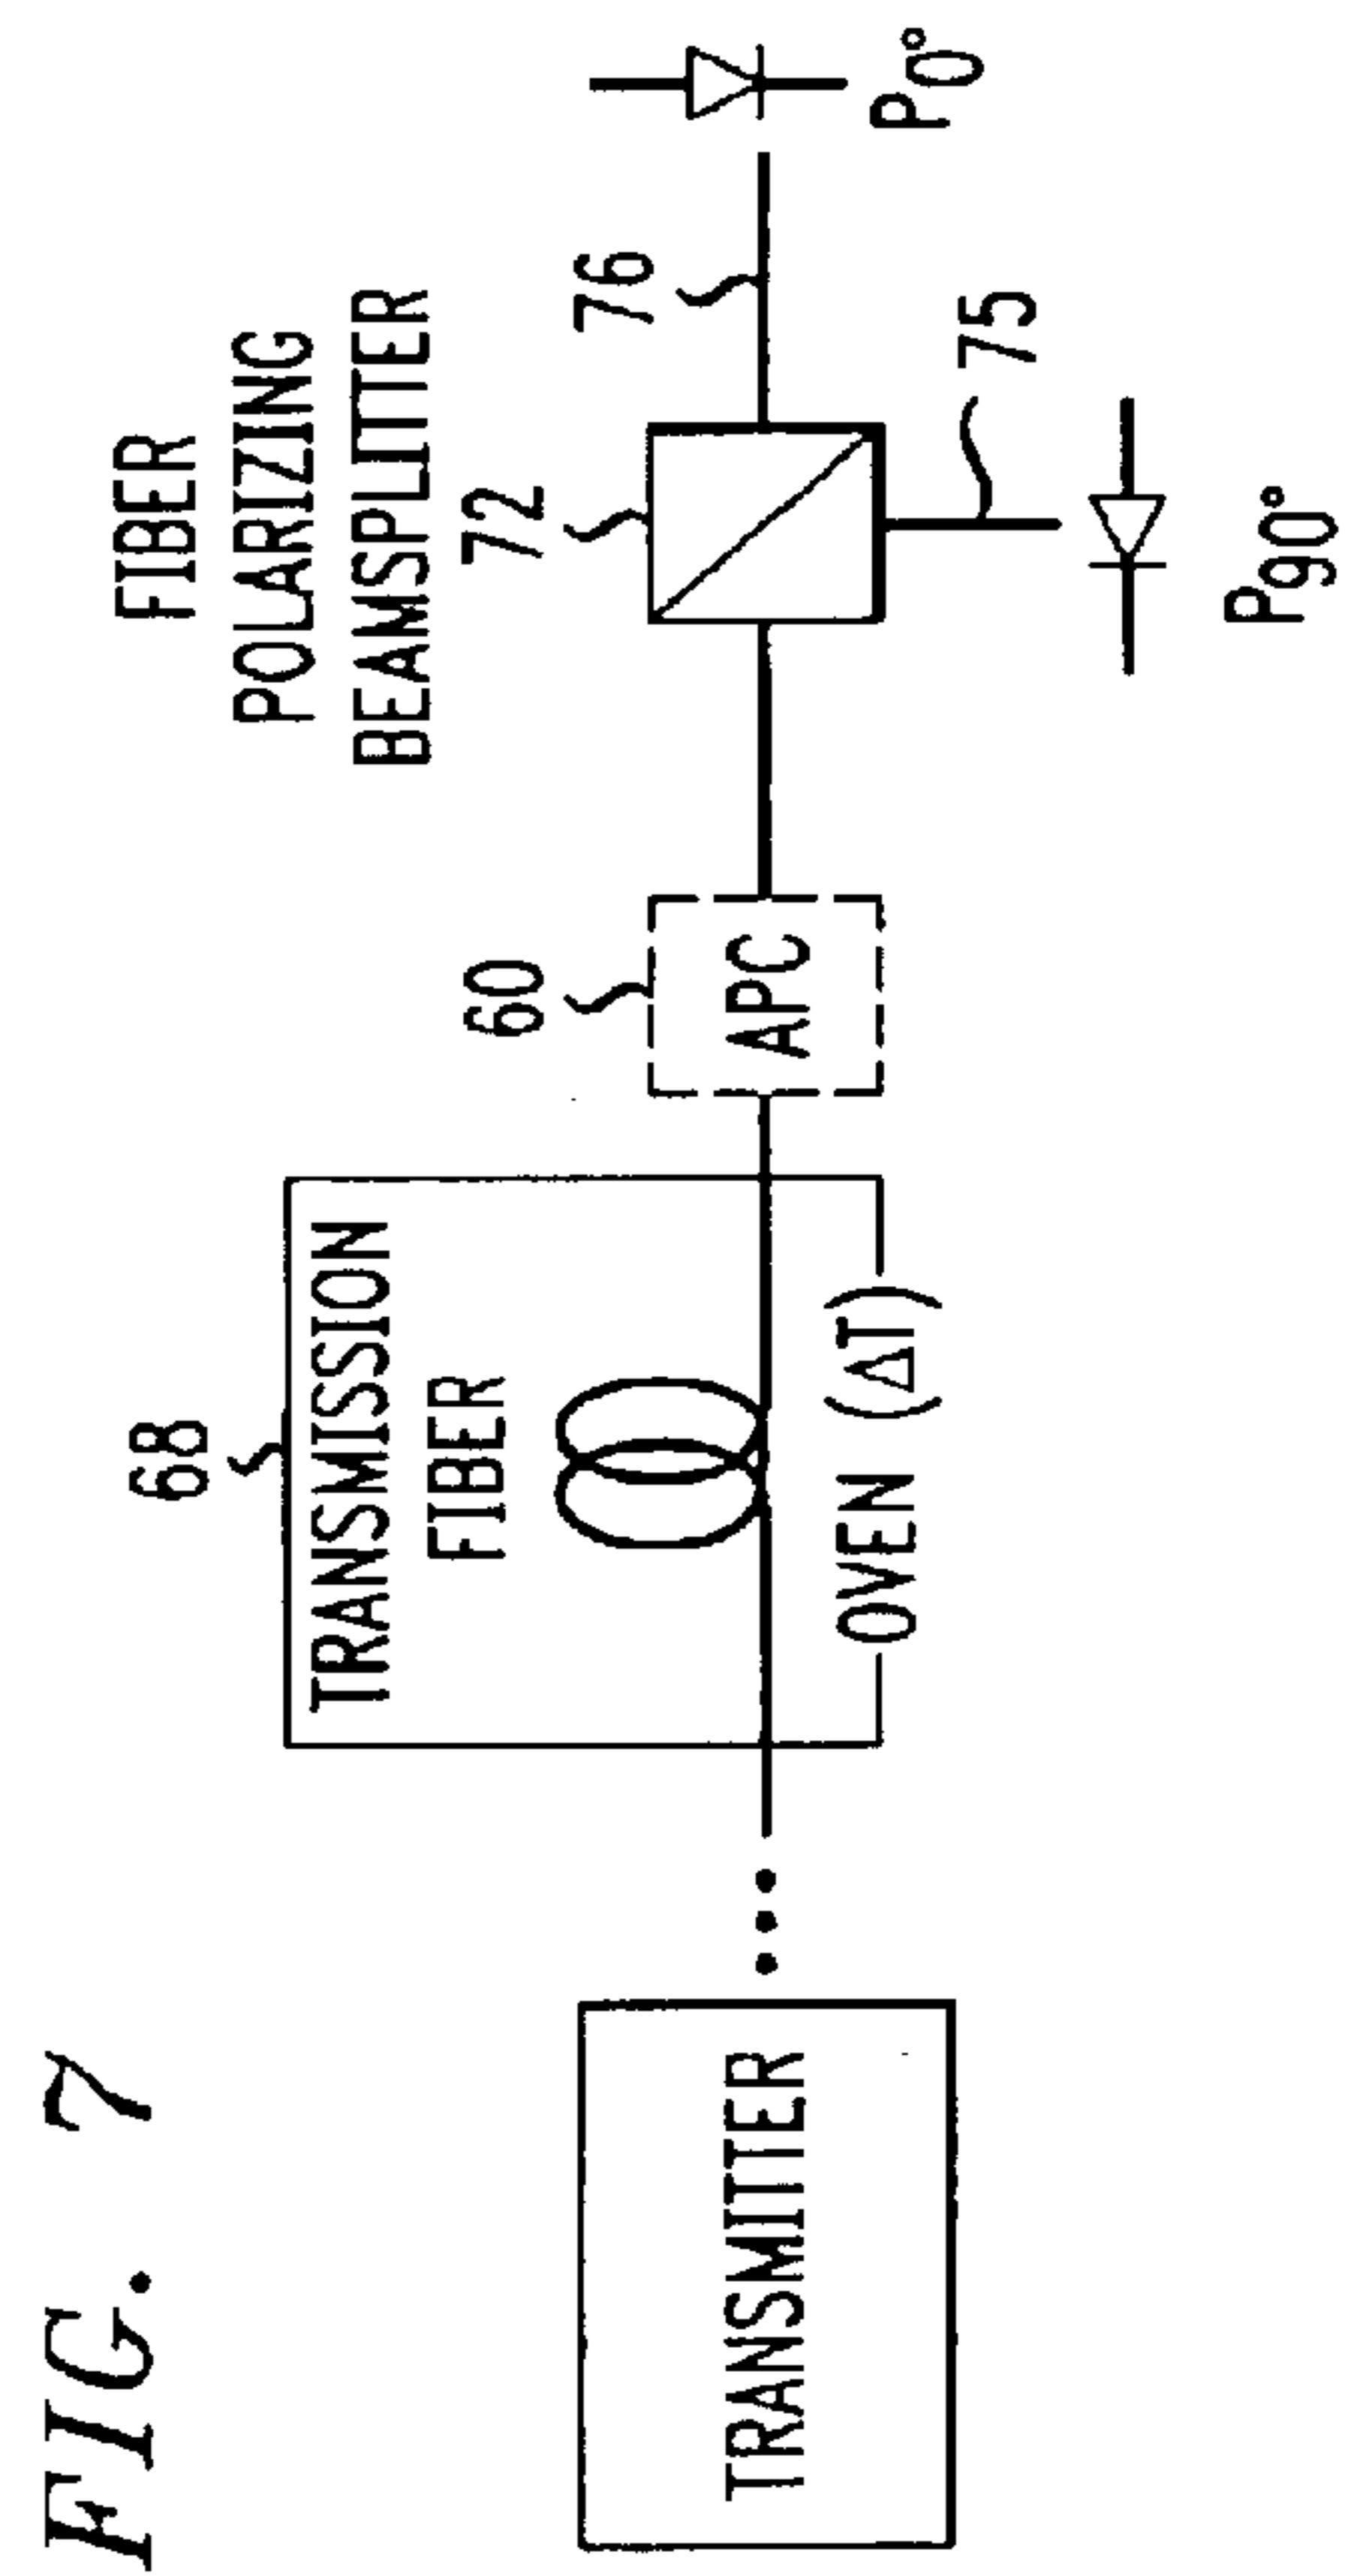 FIG. 7
TRANSMITTER
68
TRANSMISSION
FIBER
OVEN (ΔT)
60
APC
FIBER
POLARIZING
BEAMSPLITTER
72
76
75
P0°
P90°